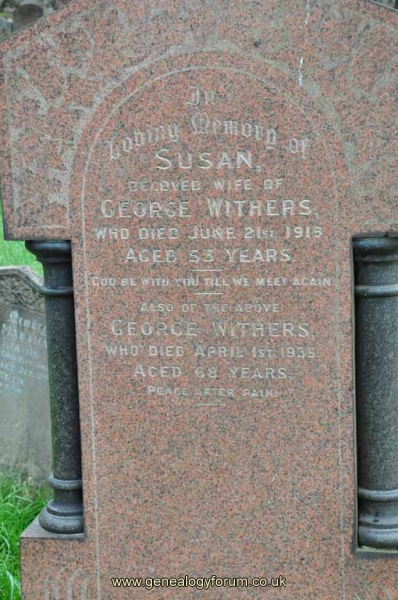 In
Loving Memory of
SUSAN,
BELOVED WIFE OF
GEORGE WITHERS,
WHO DIED JUNE 21ST
AGED 53 YEARS
GOD BE WITH YOU TILL WE MEET AGAIN
ALSO OF THE ABOVE
GEORGE WITHERS,
WHO DIED APRIL 1ST 1935
AGED 68 YEARS.
PEACE AFTER PAIN
www.genealogyforum.co.uk